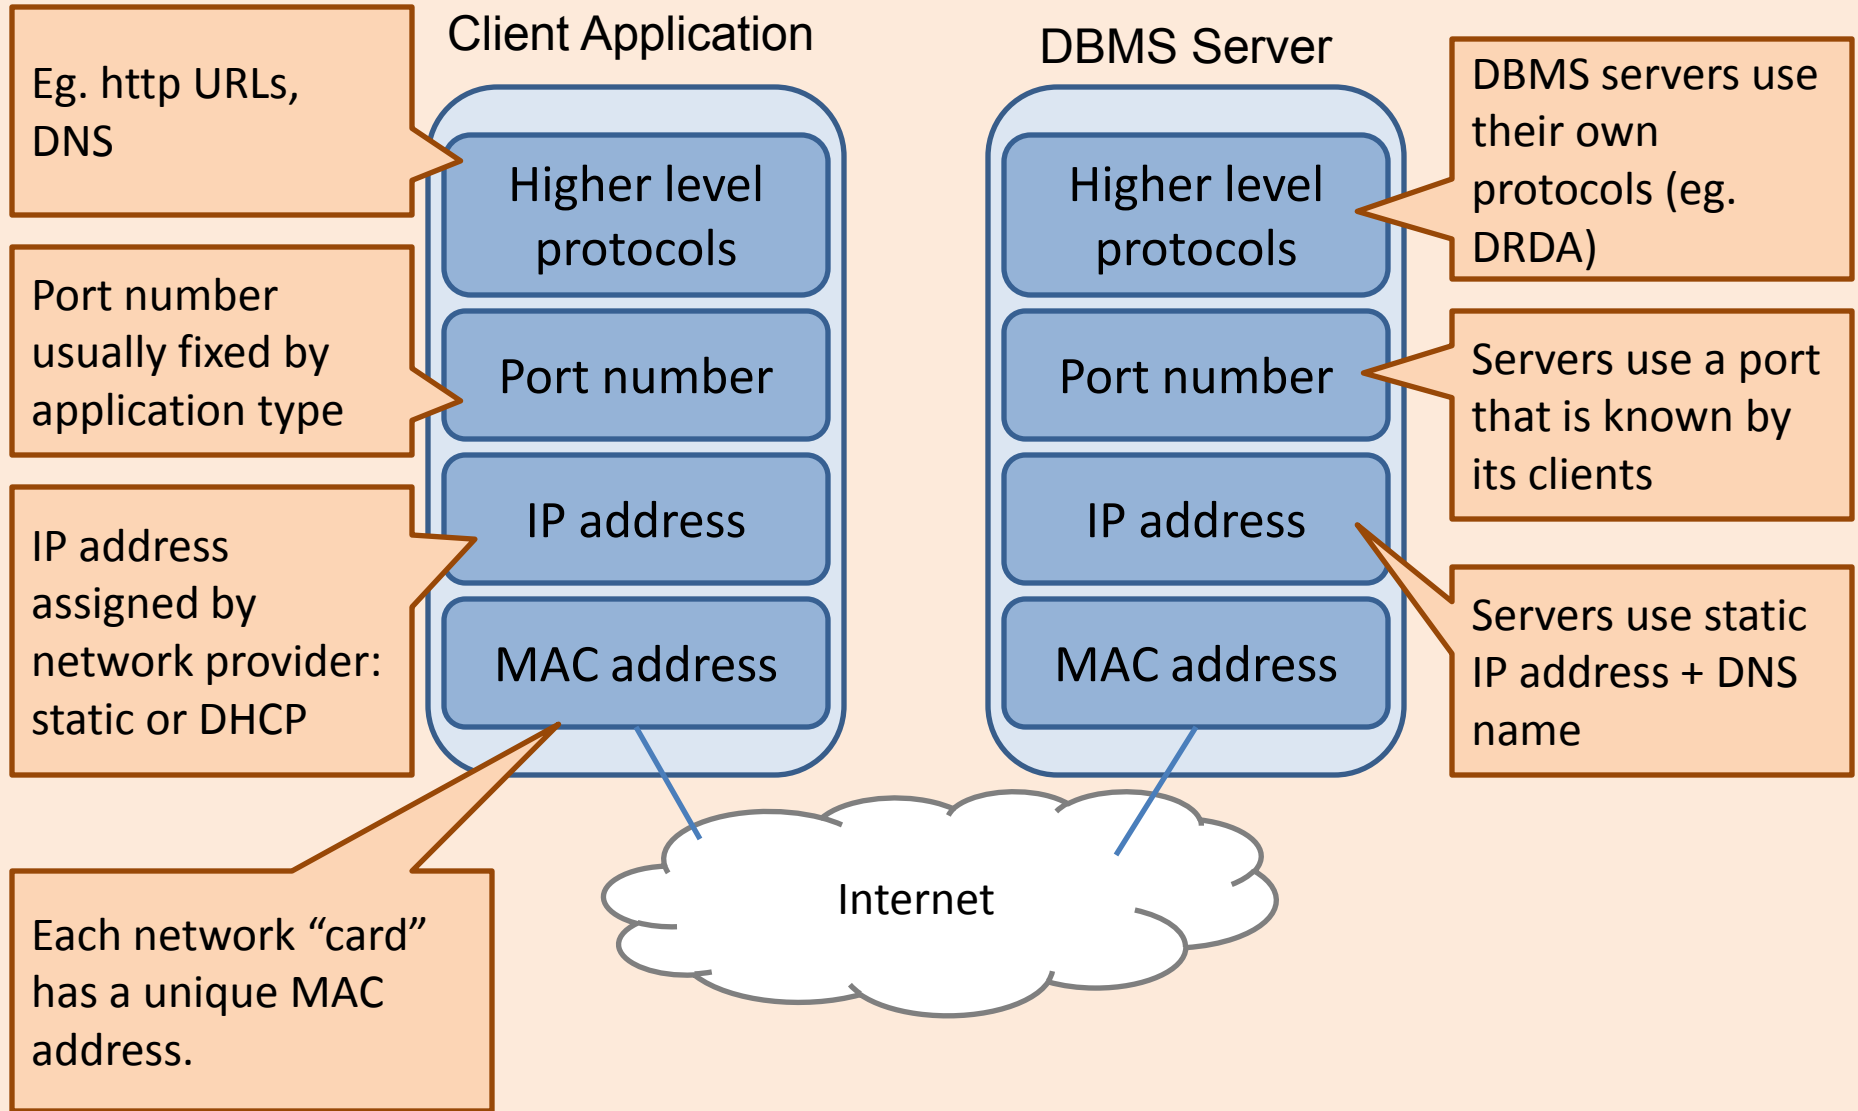 Client Application
DBMS Server
Eg. http URLs,
DNS
Higher level
protocols
Higher level
protocols
DBMS servers use
their own
protocols (eg.
DRDA)
Port number
usually fixed by
application type
Port number
Port number
Servers use a port
that is known by
its clients
IP address
assigned by
network provider:
static or DHCP
IP address
IP address
Servers use static
IP address + DNS
name
MAC address
MAC address
Internet
Each network “card”
has a unique MAC
address.